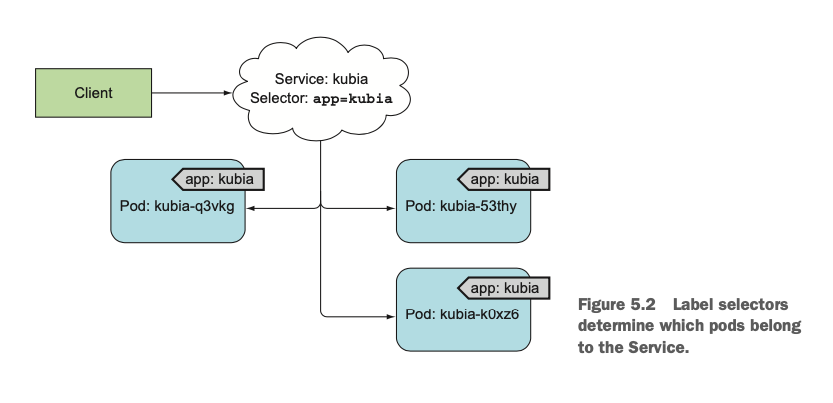 Client
Service: kubia
Selector: app=kubia
app: kubia
Pod: kubia-q3vkg
app: kubia
Pod: kubia-53thy
app: kubia
Pod: kubia-k0xz6
Figure 5.2 Label selectors
determine which pods belong
to the Service.